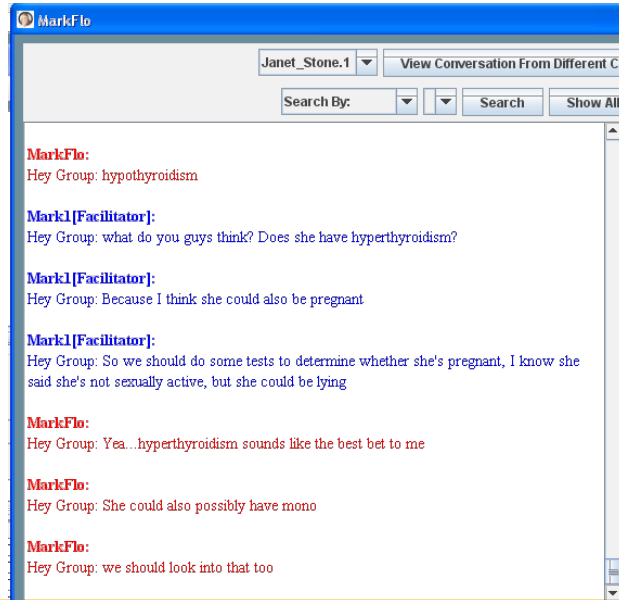 MarkFlo
Janet_Stone.1 View Conversation From Different C
Search By: Search Show All
MarkFlo:
Hey Group: hypothyroidism
Mark1[Facilitator]:
Hey Group: what do you guys think? Does she have hyperthyroidism?
Mark1[Facilitator]:
Hey Group: Because I think she could also be pregnant
Mark1[Facilitator]:
Hey Group: So we should do some tests to determine whether she's pregnant, I know she
said she's not sexually active, but she could be lying
MarkFlo:
Hey Group: Yea...hyperthyroidism sounds like the best bet to me
MarkFlo:
Hey Group: She could also possibly have mono
MarkFlo:
Hey Group: we should look into that too